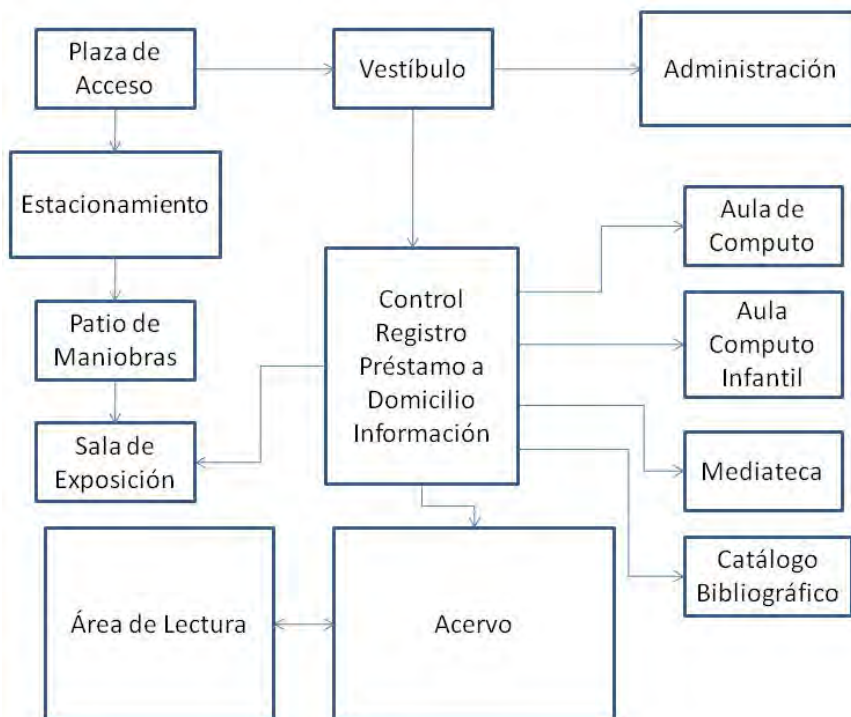 Plaza de
Acceso
Vestíbulo
Administración
Estacionamiento
Aula de
Computo
Patio de
Maniobras
Control
Registro
Préstamo a
Domicilio
Información
Aula
Computo
Infantil
Sala de
Exposición
Mediateca
Catálogo
Bibliográfico
Área de Lectura
Acervo